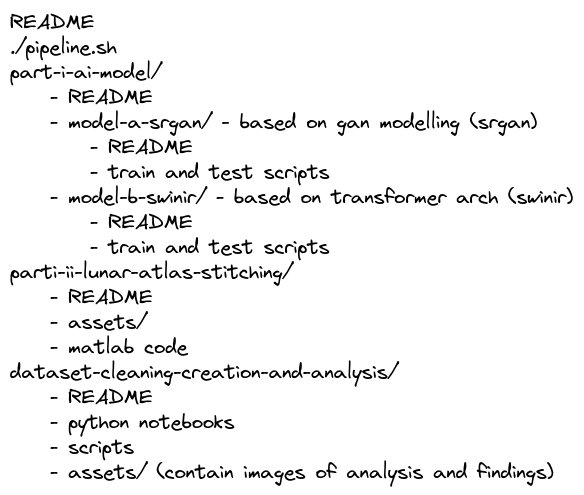 README
./pipeline.sh
part-i-ai-model/
- README
- model-a-srgan/ - based on gan modelling (srgan)
- README
- train and test scripts
- model-b-swinir/ - based on transformer arch (swinir)
- README
- train and test scripts
parti-ii-lunar-atlas-stitching/
- README
- assets/
- matlab code
dataset-cleaning-creation-and-analysis/
- README
- python notebooks
- scripts
- assets/ (contain images of analysis and findings)